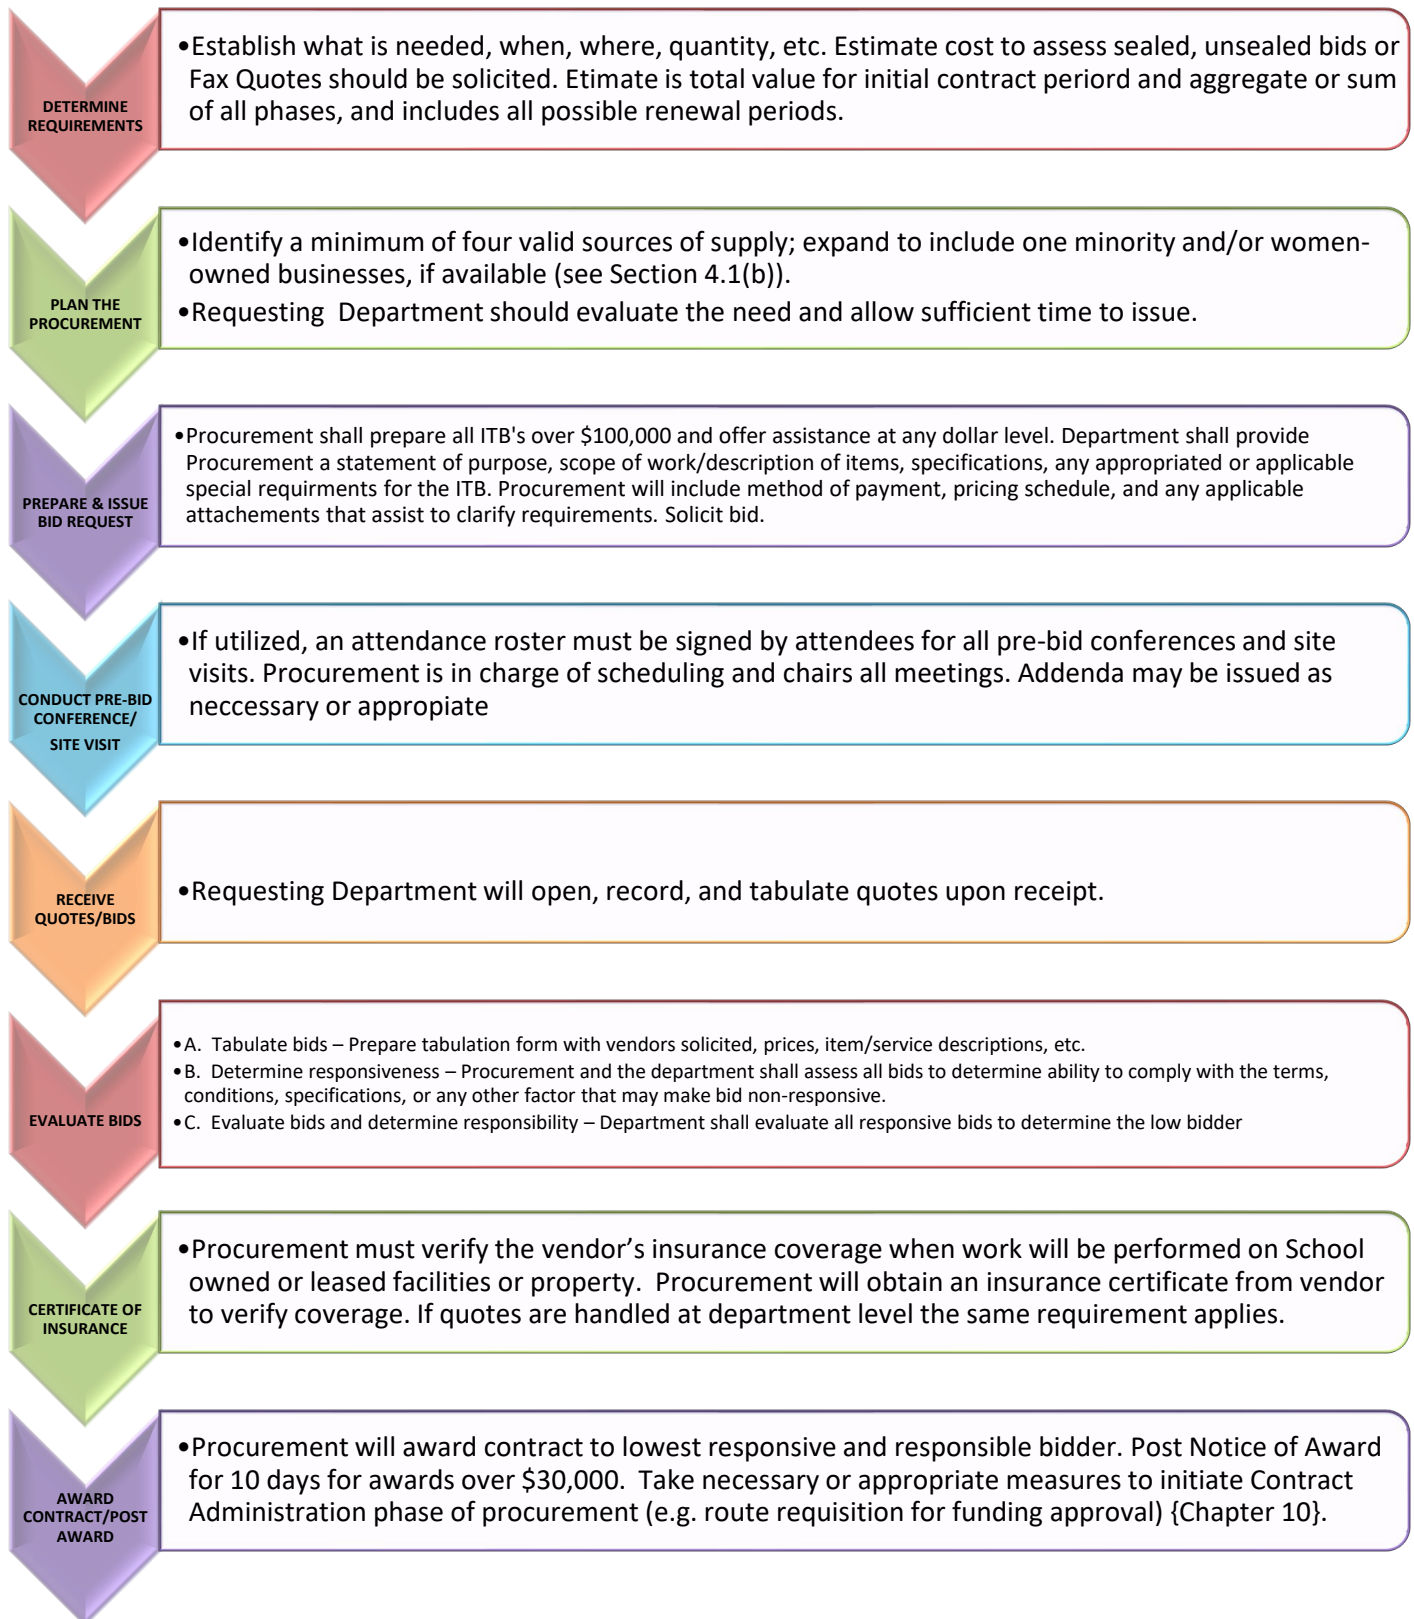 DETERMINE
REQUIREMENTS
•Establish what is needed, when, where, quantity, etc. Estimate cost to assess sealed, unsealed bids or
Fax Quotes should be solicited. Etimate is total value for initial contract periord and aggregate or sum
of all phases, and includes all possible renewal periods.
PLAN THE
PROCUREMENT
•Identify a minimum of four valid sources of supply; expand to include one minority and/or women-
owned businesses, if available (see Section 4.1(b)).
•Requesting Department should evaluate the need and allow sufficient time to issue.
PREPARE & ISSUE
BID REQUEST
•Procurement shall prepare all ITB's over $100,000 and offer assistance at any dollar level. Department shall provide
Procurement a statement of purpose, scope of work/description of items, specifications, any appropriated or applicable
special requirments for the ITB. Procurement will include method of payment, pricing schedule, and any applicable
attachements that assist to clarify requirements. Solicit bid.
CONDUCT PRE-BID
CONFERENCE/
SITE VISIT
•If utilized, an attendance roster must be signed by attendees for all pre-bid conferences and site
visits. Procurement is in charge of scheduling and chairs all meetings. Addenda may be issued as
neccessary or appropiate
RECEIVE
QUOTES/BIDS
•Requesting Department will open, record, and tabulate quotes upon receipt.
EVALUATE BIDS
•A. Tabulate bids – Prepare tabulation form with vendors solicited, prices, item/service descriptions, etc.
•B. Determine responsiveness – Procurement and the department shall assess all bids to determine ability to comply with the terms,
conditions, specifications, or any other factor that may make bid non-responsive.
•C. Evaluate bids and determine responsibility – Department shall evaluate all responsive bids to determine the low bidder
CERTIFICATE OF
INSURANCE
•Procurement must verify the vendor’s insurance coverage when work will be performed on School
owned or leased facilities or property. Procurement will obtain an insurance certificate from vendor
to verify coverage. If quotes are handled at department level the same requirement applies.
AWARD
CONTRACT/POST
AWARD
•Procurement will award contract to lowest responsive and responsible bidder. Post Notice of Award
for 10 days for awards over $30,000. Take necessary or appropriate measures to initiate Contract
Administration phase of procurement (e.g. route requisition for funding approval) {Chapter 10}.